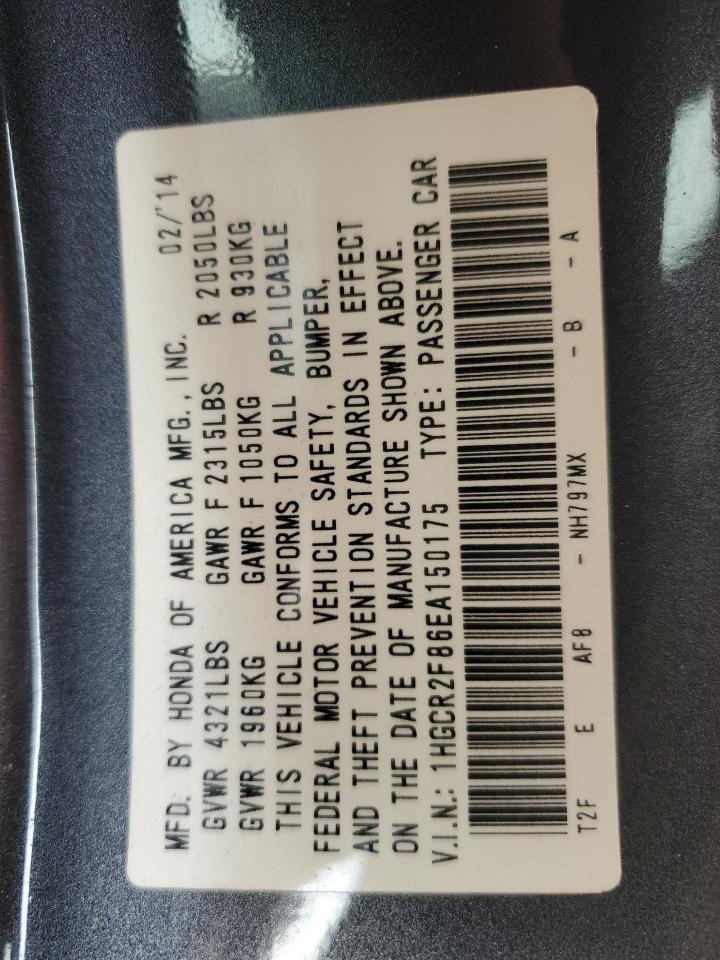 MFD. BY HONDA OF AMERICA MFG., INC. 02/'14
GVWR 4321LBS GAWR F 2315LBS R 2050LBS
GVWR 1960KG GAWR F 1050KG R 930KG
THIS VEHICLE CONFORMS TO ALL APPLICABLE
FEDERAL MOTOR VEHICLE SAFETY, BUMPER,
AND THEFT PREVENTION STANDARDS IN EFFECT
ON THE DATE OF MANUFACTURE SHOWN ABOVE.
V.I.N.: 1HGCR2F86EA150175 TYPE: PASSENGER CAR
T2F E AF8 - NH797MX - B - A